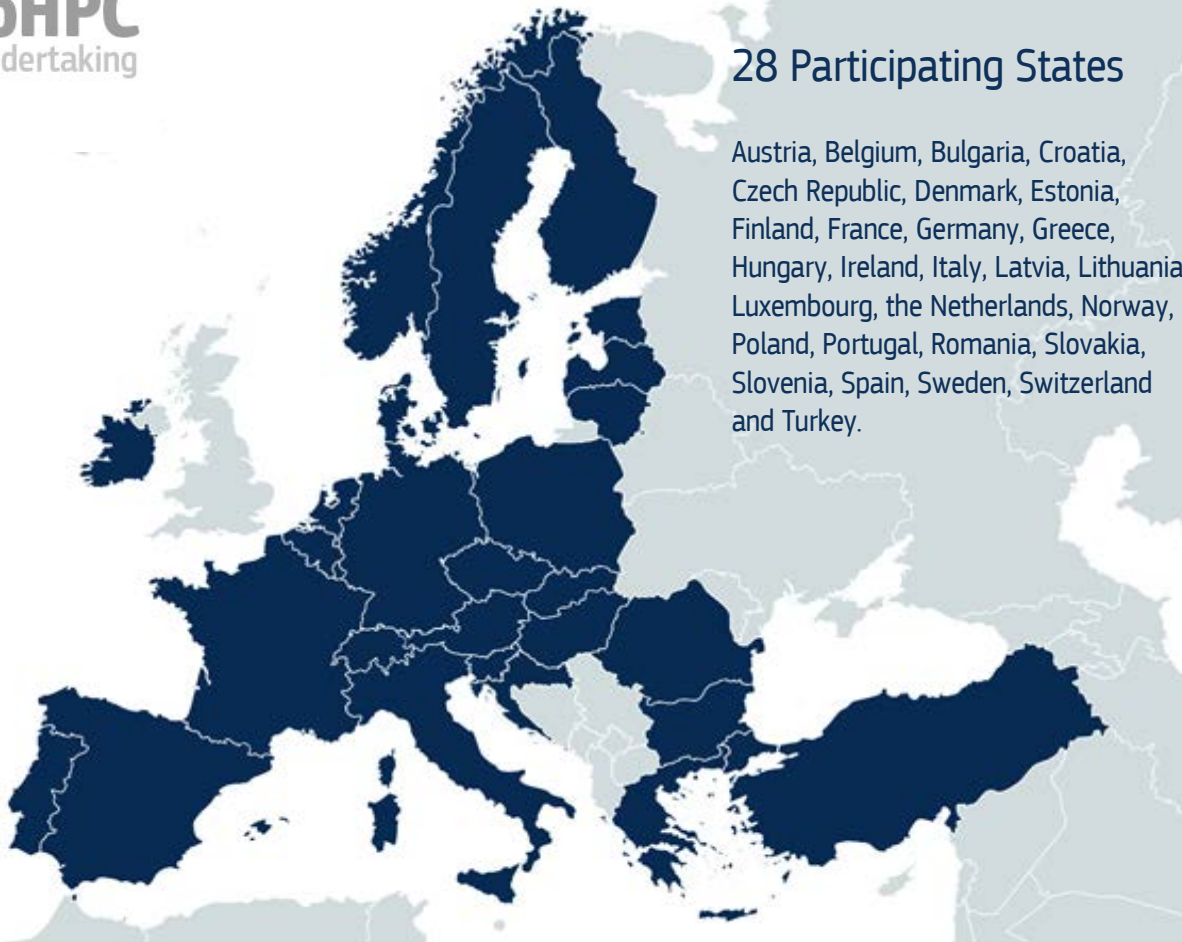 HPC
dertaking
28 Participating States
Austria, Belgium, Bulgaria, Croatia,
Czech Republic, Denmark, Estonia,
Finland, France, Germany, Greece,
Hungary, Ireland, Italy, Latvia, Lithuania
Luxembourg, the Netherlands, Norway,
Poland, Portugal, Romania, Slovakia,
Slovenia, Spain, Sweden, Switzerland
and Turkey.